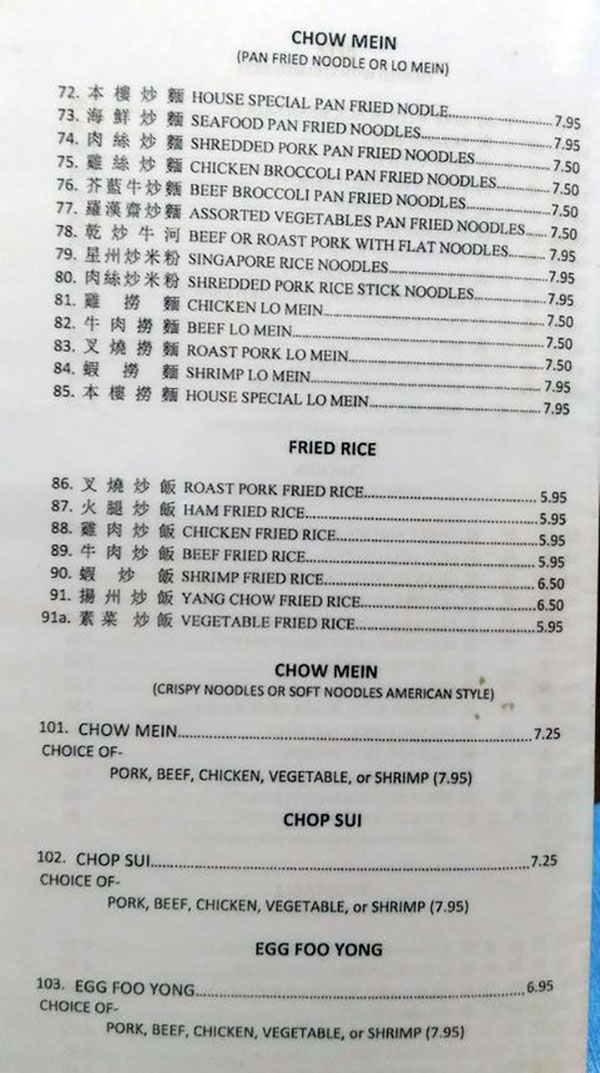 CHOW MEIN
(PAN FRIED NOODLE OR LO MEIN)
72. 本樓炒麵 HOUSE SPECIAL PAN FRIED NODLE 7.95
73. 海鮮炒麵 SEAFOOD PAN FRIED NOODLES 7.95
74. 肉絲炒麵 SHREDDED PORK PAN FRIED NOODLES 7.50
75. 雞絲炒麵 CHICKEN BROCCOLI PAN FRIED NOODLES 7.50
76. 芥藍牛炒麵 BEEF BROCCOLI PAN FRIED NOODLES 7.50
77. 羅漢齋炒麵 ASSORTED VEGETABLES PAN FRIED NOODLES 7.50
78. 乾炒牛河 BEEF OR ROAST PORK WITH FLAT NOODLES 7.95
79. 星州炒米粉 SINGAPORE RICE NOODLES 7.95
80. 肉絲炒米粉 SHREDDED PORK RICE STICK NOODLES 7.95
81. 雞撈麵 CHICKEN LO MEIN 7.50
82. 牛肉撈麵 BEEF LO MEIN 7.50
83. 叉燒撈麵 ROAST PORK LO MEIN 7.50
84. 蝦撈麵 SHRIMP LO MEIN 7.95
85. 本樓撈麵 HOUSE SPECIAL LO MEIN 7.95
FRIED RICE
86. 叉燒炒飯 ROAST PORK FRIED RICE 5.95
87. 火腿炒飯 HAM FRIED RICE 5.95
88. 雞肉炒飯 CHICKEN FRIED RICE 5.95
89. 牛肉炒飯 BEEF FRIED RICE 5.95
90. 蝦炒飯 SHRIMP FRIED RICE 6.50
91. 揚州炒飯 YANG CHOW FRIED RICE 6.50
91a. 素菜炒飯 VEGETABLE FRIED RICE 5.95
CHOW MEIN
(CRISPY NOODLES OR SOFT NOODLES AMERICAN STYLE)
101. CHOW MEIN 7.25
CHOICE OF-
PORK, BEEF, CHICKEN, VEGETABLE, or SHRIMP (7.95)
CHOP SUI
102. CHOP SUI 7.25
CHOICE OF-
PORK, BEEF, CHICKEN, VEGETABLE, or SHRIMP (7.95)
EGG FOO YONG
103. EGG FOO YONG 6.95
CHOICE OF-
PORK, BEEF, CHICKEN, VEGETABLE, or SHRIMP (7.95)